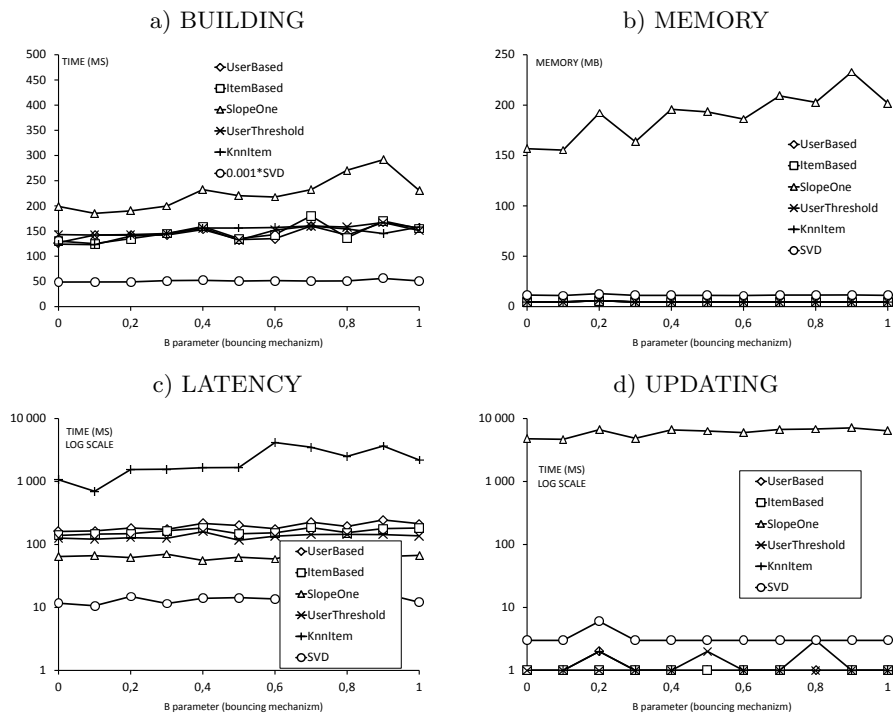 a) BUILDING
TIME (MS)
500
450
400
350
300
250
200
150
100
50
0
UserBased
ItemBased
SlopeOne
UserThreshold
KnnItem
0.001*SVD
0 0,2 0,4 0,6 0,8 1
B parameter (bouncing mechanizm)
b) MEMORY
MEMORY (MB)
250
200
150
100
50
0
UserBased
ItemBased
SlopeOne
UserThreshold
KnnItem
SVD
0 0,2 0,4 0,6 0,8 1
B parameter (bouncing mechanizm)
c) LATENCY
TIME (MS)
LOG SCALE
10 000
1 000
100
10
1
UserBased
ItemBased
SlopeOne
UserThreshold
KnnItem
SVD
0 0,2 0,4 0,6 0,8 1
B parameter (bouncing mechanizm)
d) UPDATING
10 000
1 000
100
10
1
TIME (MS)
LOG SCALE
UserBased
ItemBased
SlopeOne
UserThreshold
KnnItem
SVD
0 0,2 0,4 0,6 0,8 1
B parameter (bouncing mechanizm)